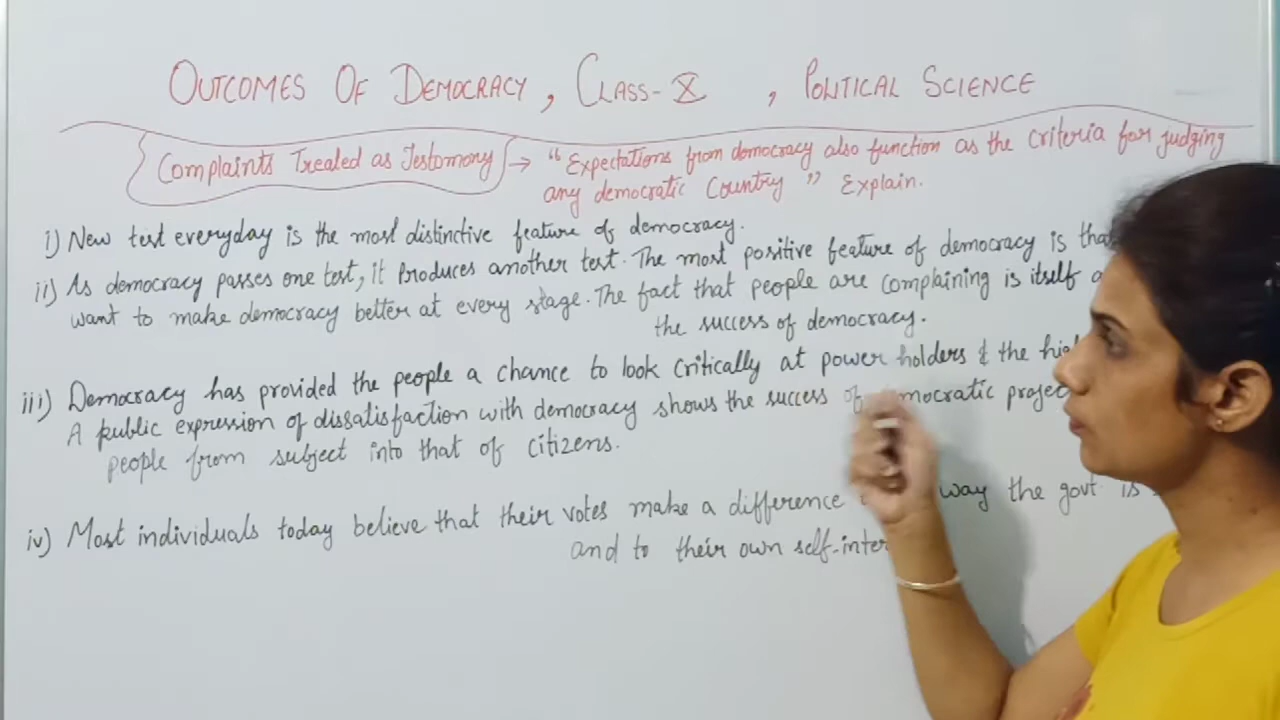 OUTCOMES OF DEMOCRACY, CLASS-X , POLITICAL SCIENCE
Complaints Treated as Testomony → "Expectations from democracy also function as the criteria for judging
any democratic Country" Explain.
i) New test everyday is the most distinctive feature of democracy.
ii) As democracy passes one test, it produces another test. The most positive feature of democracy is that
want to make democracy better at every stage. The fact that people are complaining is itself a
the success of democracy.
iii) Democracy has provided the people a chance to look critically at power holders & the
A public expression of dissatisfaction with democracy shows the success of
people from subject into that of citizens.
iv) Most individuals today believe that their votes make a difference way the govt is
and to their own